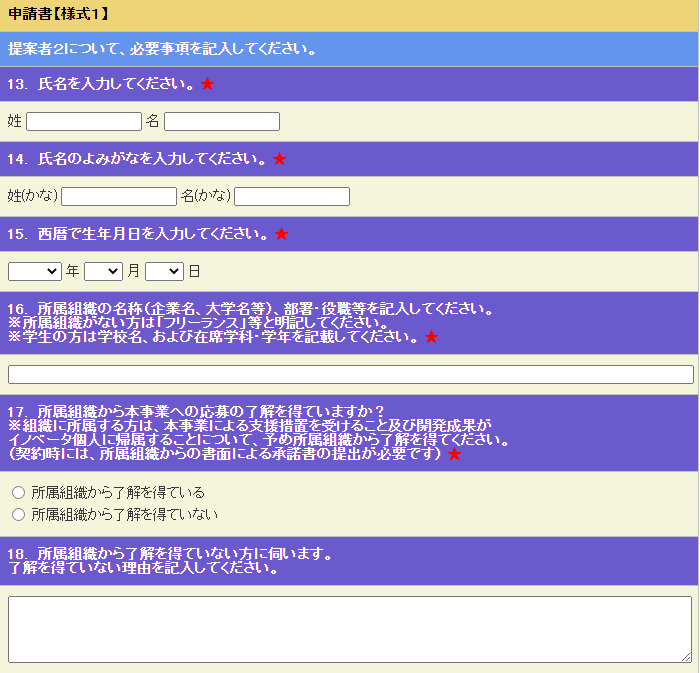 申請書【様式１】
提案者２について、必要事項を記入してください。
13. 氏名を入力してください。 ★
姓 名
14. 氏名のよみがなを入力してください。 ★
姓(かな) 名(かな)
15. 西暦で生年月日を入力してください。 ★
年 月 日
16. 所属組織の名称（企業名、大学名等）、部署・役職等を記入してください。
※所属組織がない方は「フリーランス」等と明記してください。
※学生の方は学校名、および在席学科・学年を記載してください。 ★
17. 所属組織から本事業への応募の了解を得ていますか？
※組織に所属する方は、本事業による支援措置を受けること及び開発成果が
イノベータ個人に帰属することについて、予め所属組織から了解を得てください。
（契約時には、所属組織からの書面による承諾書の提出が必要です） ★
所属組織から了解を得ている
所属組織から了解を得ていない
18. 所属組織から了解を得ていない方に伺います。
了解を得ていない理由を記入してください。